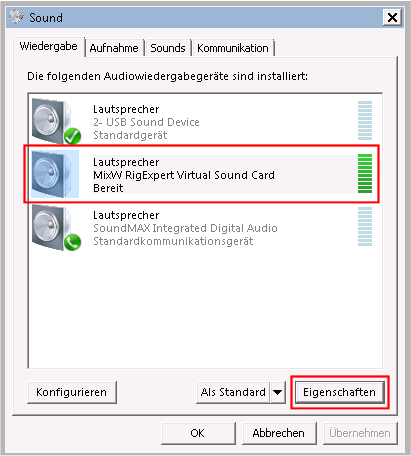 Sound
Wiedergabe Aufnahme Sounds Kommunikation
Die folgenden Audiowiedergabegeräte sind installiert:
Lautsprecher
2- USB Sound Device
Standardgerät
Lautsprecher
MixW RigExpert Virtual Sound Card
Bereit
Lautsprecher
SoundMAX Integrated Digital Audio
Standardkommunikationsgerät
Konfigurieren Als Standard Eigenschaften
OK Abbrechen Übernehmen